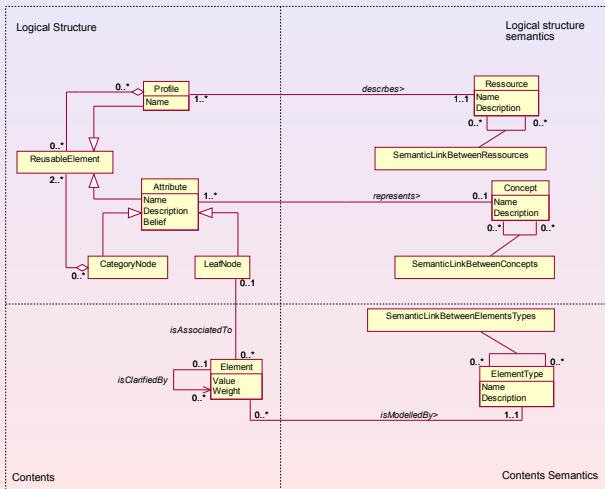 Logical Structure
Logical structure
semantics
0..*
Profile
Name
1..*
descrbes>
1..1
Ressource
Name
Description
0..*
0..*
0..*
ReusableElement
2..*
SemanticLinkBetweenRessources
Attribute
Name
Description
Belief
1..*
represents>
0..1
Concept
Name
Description
0..*
0..*
CategoryNode
0..*
LeafNode
0..1
SemanticLinkBetweenConcepts
SemanticLinkBetweenElementsTypes
isAssociatedTo
0..*
0..1
Element
Value
Weight
isClarifiedBy
0..*
0..*
0..*
0..*
ElementType
Name
Description
isModelledBy>
1..1
Contents
Contents Semantics